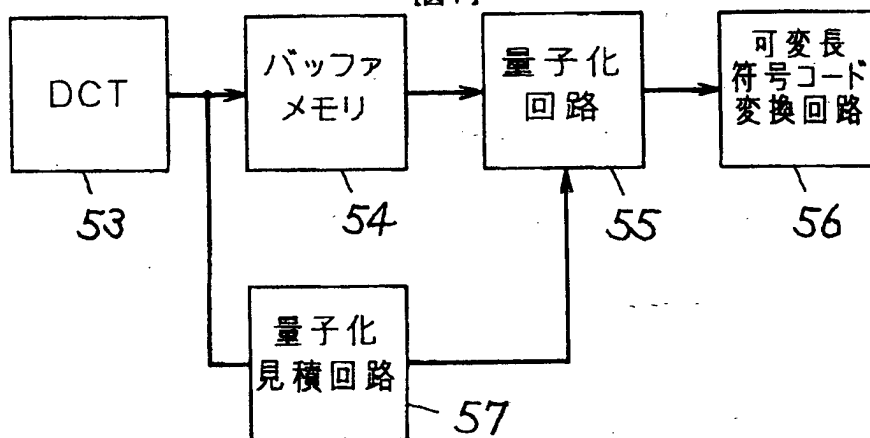 DCT
バッファ
メモリ
量子化
回路
可変長
符号コード
変換回路
53
54
55
56
量子化
見積回路
57